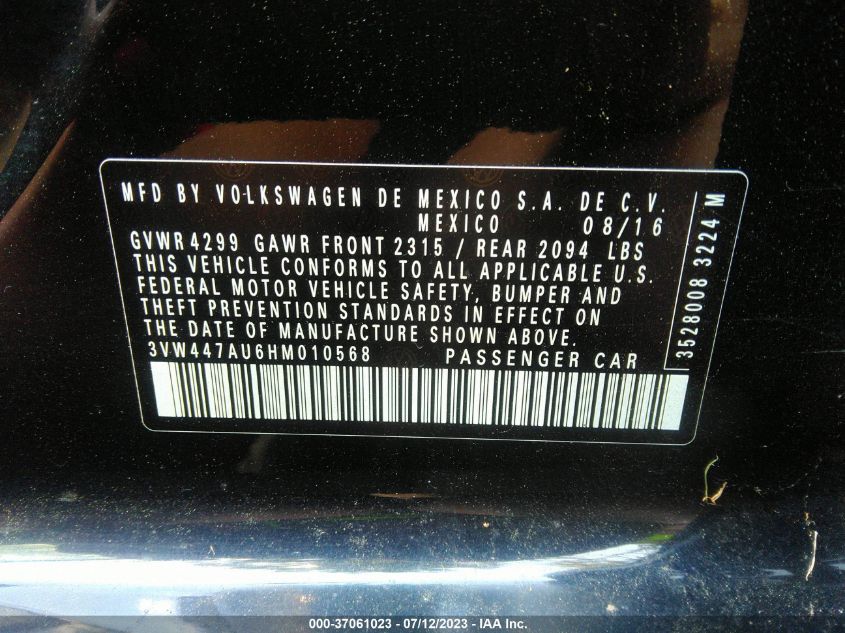 MFD BY VOLKSWAGEN DE MEXICO S.A. DE C.V.
MEXICO 08/16
GVWR 4299 GAWR FRONT 2315 / REAR 2094 LBS
THIS VEHICLE CONFORMS TO ALL APPLICABLE U.S.
FEDERAL MOTOR VEHICLE SAFETY, BUMPER AND
THEFT PREVENTION STANDARDS IN EFFECT ON
THE DATE OF MANUFACTURE SHOWN ABOVE.
3VW447AU6HM010568 PASSENGER CAR
3528008 3224 M
000-37061023 - 07/12/2023 - IAA Inc.